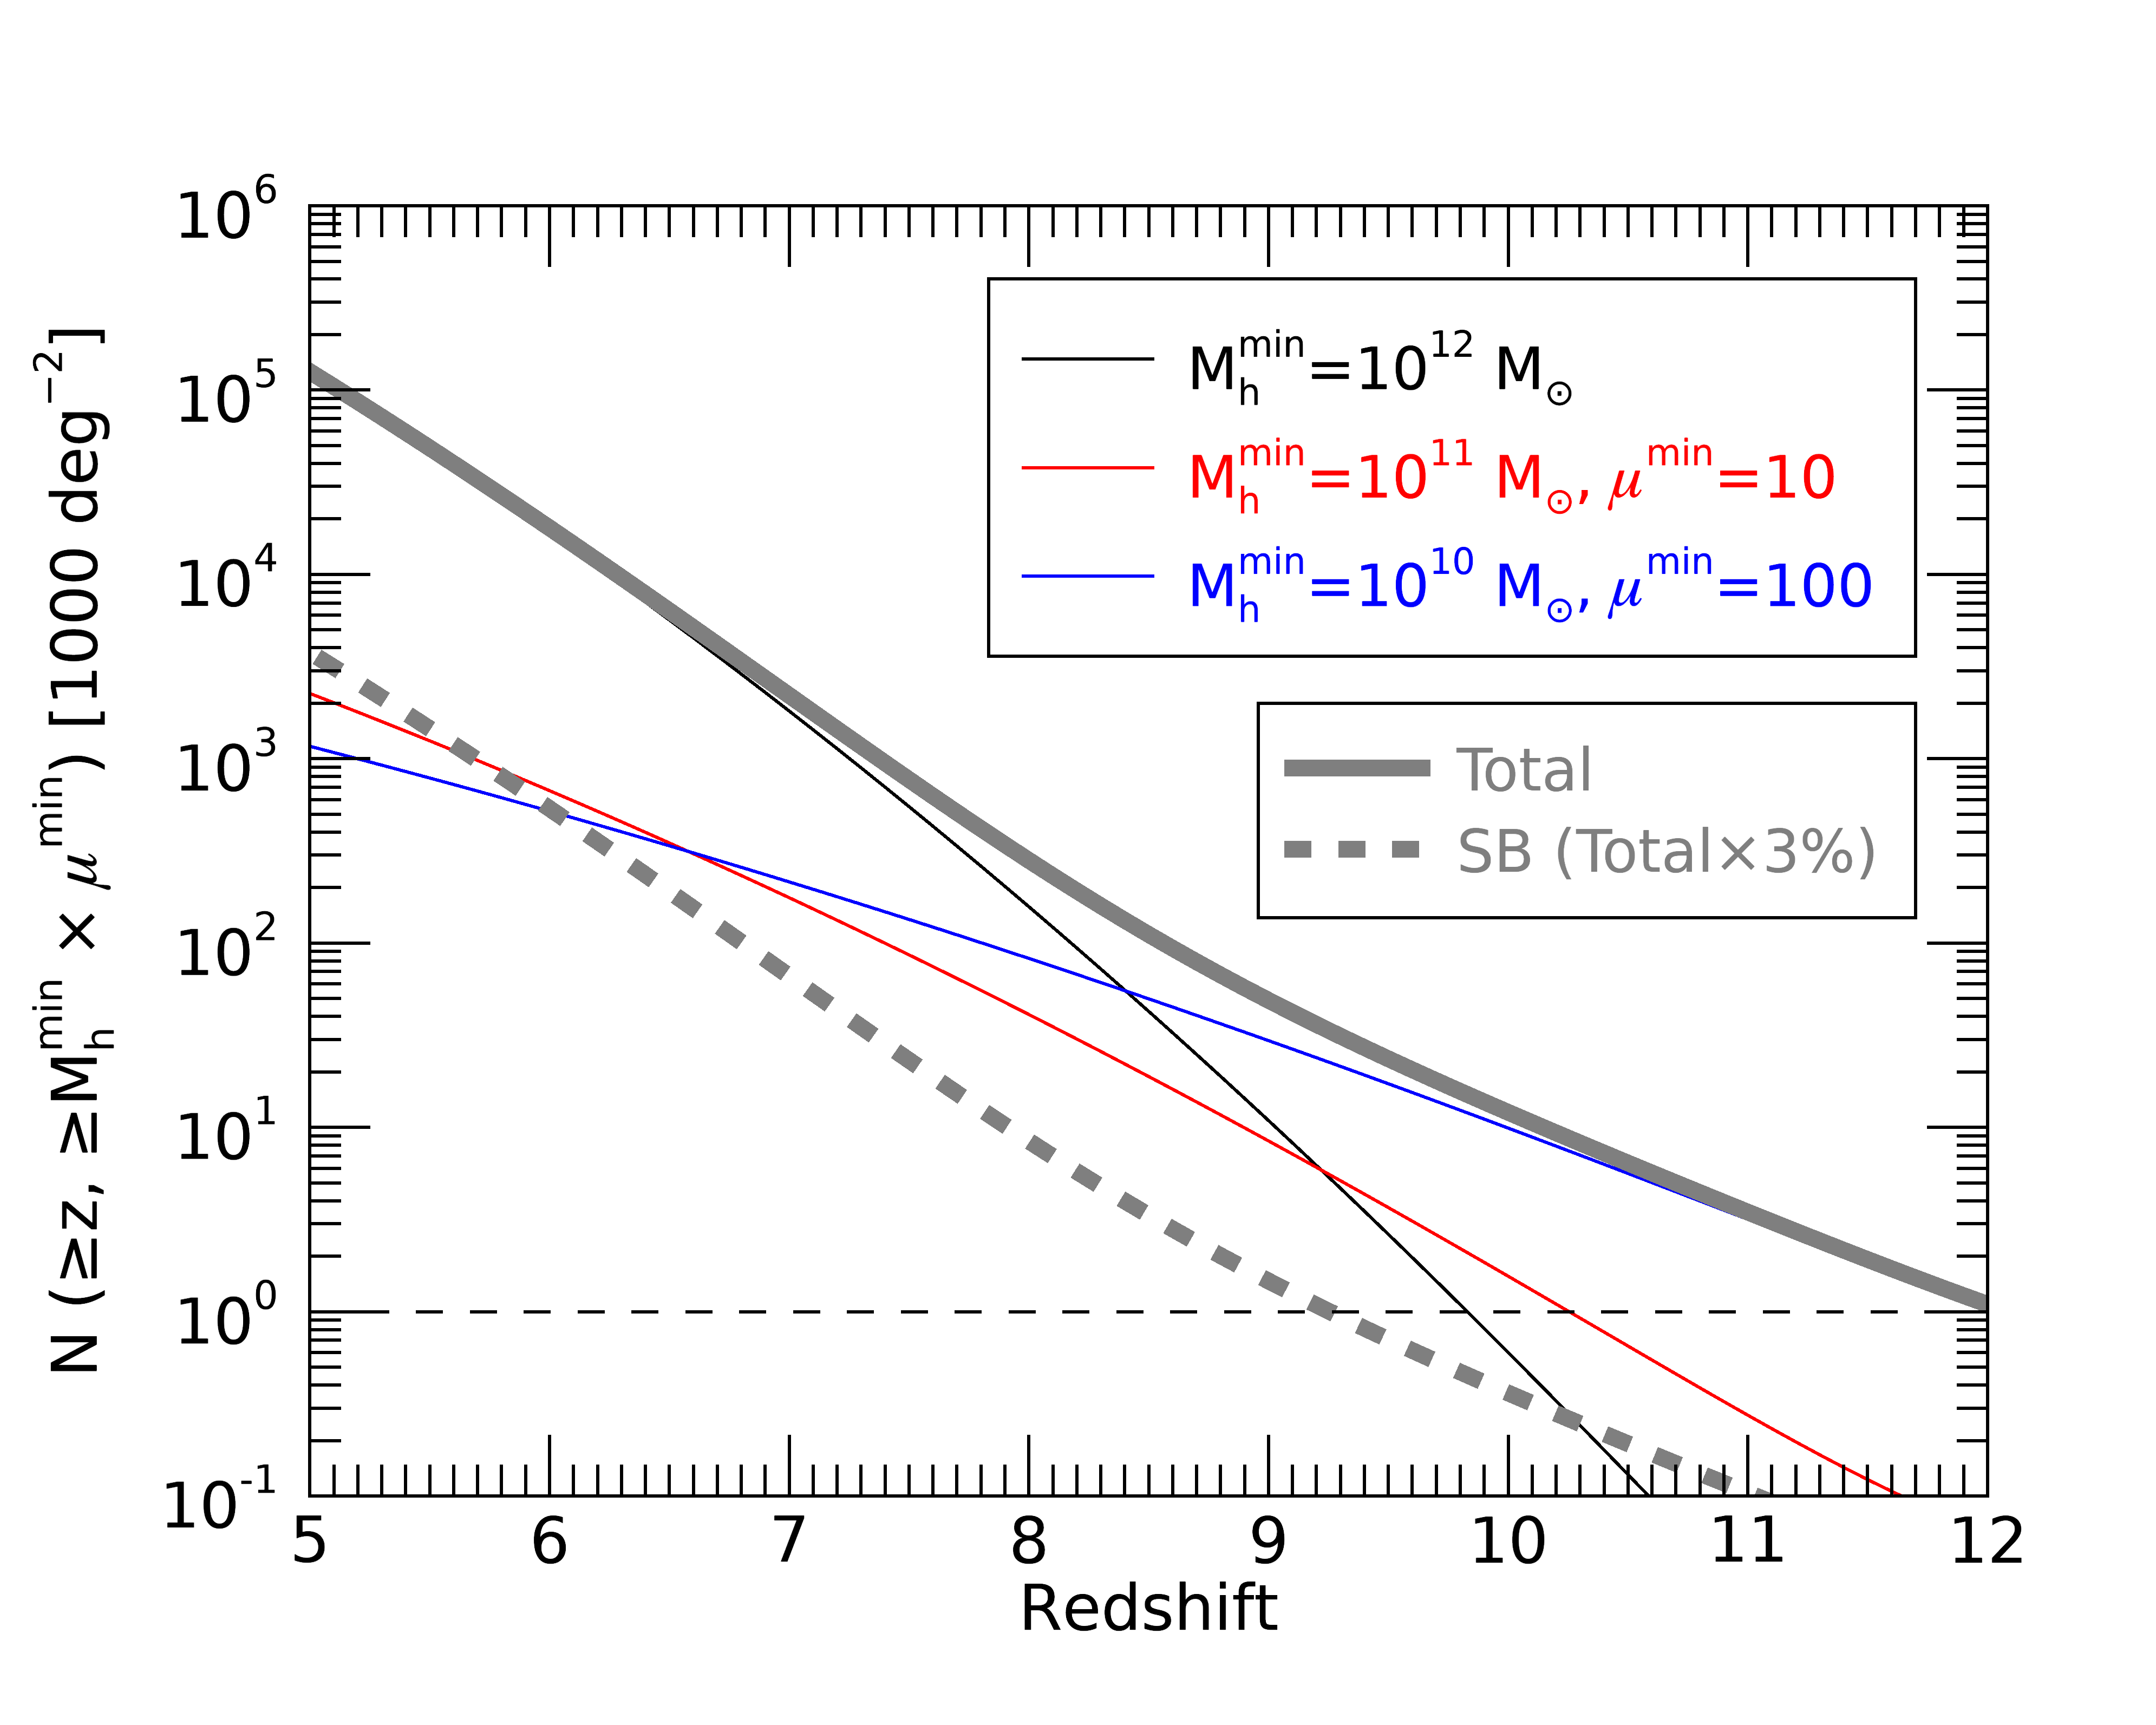 N (≥z, ≥M_h^min × μ^min) [1000 deg^−2]
10^6
10^5
10^4
10^3
10^2
10^1
10^0
10^-1
M_h^min=10^12 M_⊙
M_h^min=10^11 M_⊙, μ^min=10
M_h^min=10^10 M_⊙, μ^min=100
Total
SB (Total×3%)
5 6 7 8 9 10 11 12
Redshift